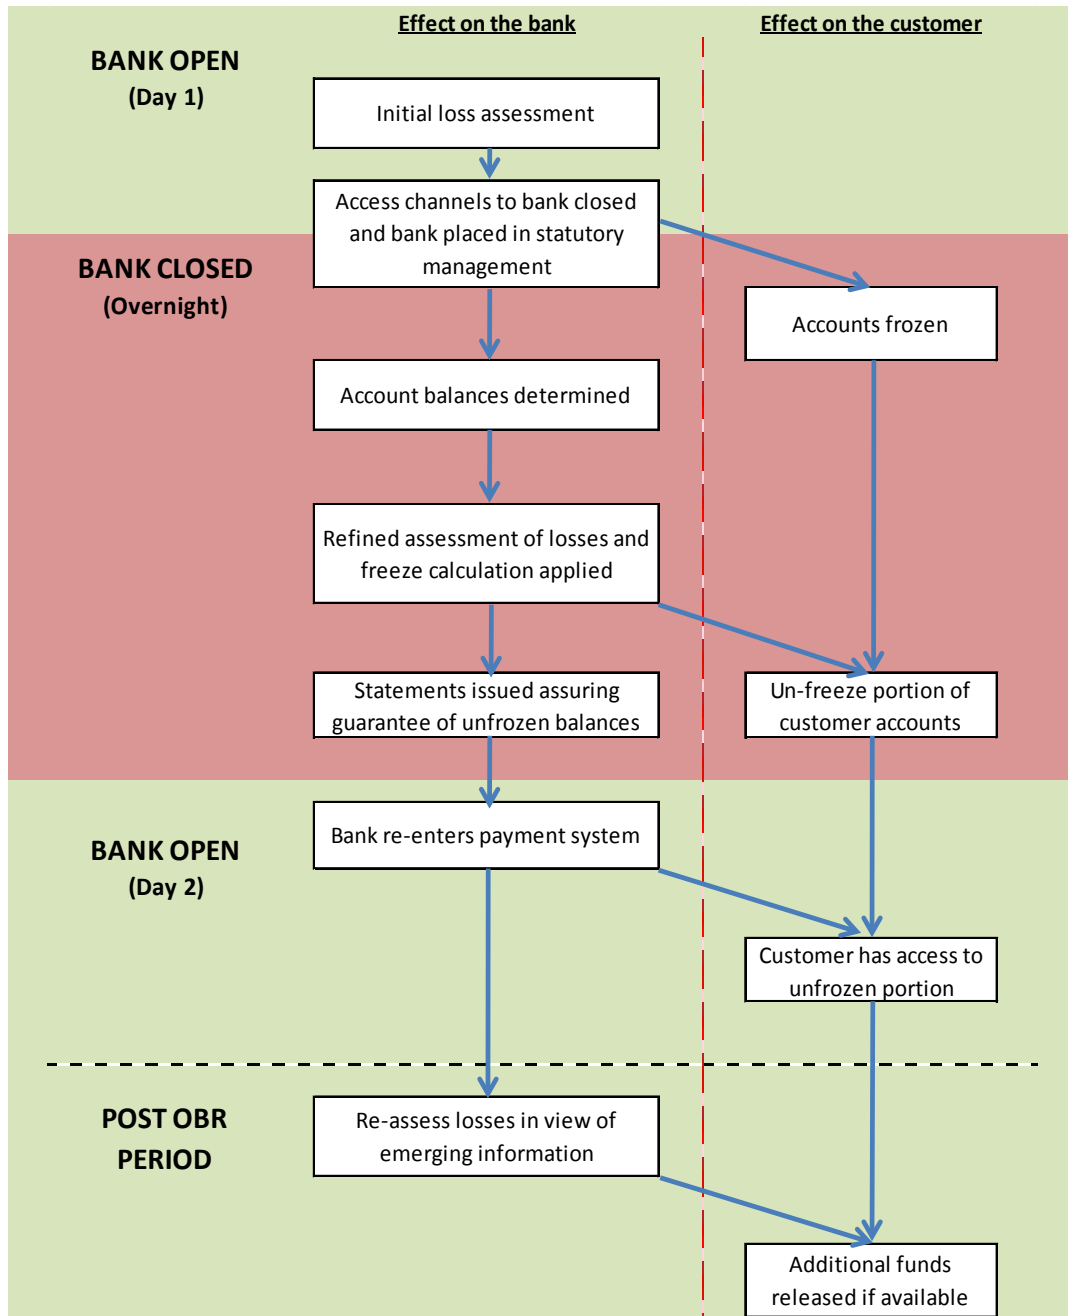 Effect on the bank
Effect on the customer
BANK OPEN
(Day 1)
Initial loss assessment
Access channels to bank closed
and bank placed in statutory
management
BANK CLOSED
(Overnight)
Accounts frozen
Account balances determined
Refined assessment of losses and
freeze calculation applied
Statements issued assuring
guarantee of unfrozen balances
Un-freeze portion of
customer accounts
BANK OPEN
(Day 2)
Bank re-enters payment system
Customer has access to
unfrozen portion
POST OBR
PERIOD
Re-assess losses in view of
emerging information
Additional funds
released if available